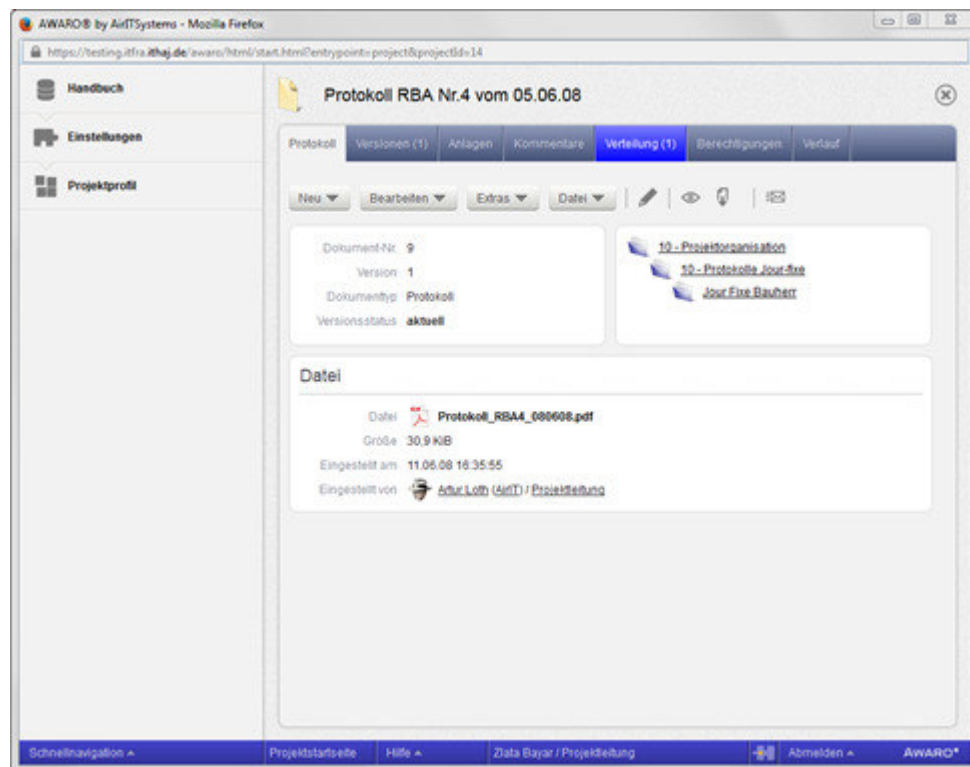 AWARO® by AirITSystems - Mozilla Firefox
https://testing.itfra.ithaj.de/awaro/html/start.html?entrypoint=project&projectId=14
Handbuch
Einstellungen
Projektprofil
Protokoll RBA Nr.4 vom 05.06.08
Protokoll Versionen (1) Anlagen Kommentare Verteilung (1) Berechtigungen Verlauf
Neu Bearbeiten Extras Datei
Dokument-Nr. 9
Version 1
Dokumenttyp Protokoll
Versionsstatus aktuell
10 - Projektorganisation
10 - Protokolle Jour-fixe
Jour Fixe Bauherr
Datei
Datei Protokoll_RBA4_080608.pdf
Größe 30,9 KiB
Eingestellt am 11.06.08 16:35:55
Eingestellt von Artur Loth (AirIT) / Projektleitung
Schnellnavigation Projektstartseite Hilfe Zlata Bayar / Projektleitung Abmelden AWARO®